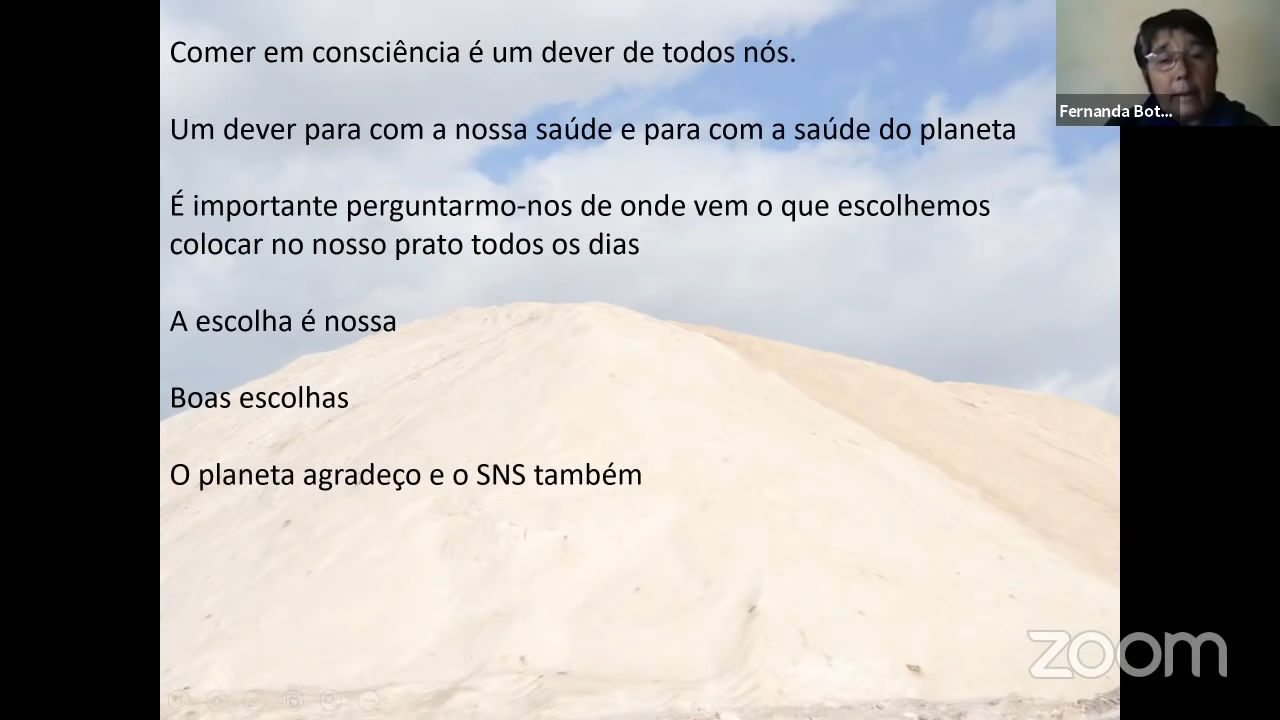 Comer em consciência é um dever de todos nós.
Um dever para com a nossa saúde e para com a saúde do planeta
É importante perguntarmo-nos de onde vem o que escolhemos
colocar no nosso prato todos os dias
A escolha é nossa
Boas escolhas
O planeta agradeço e o SNS também
Fernanda Bot...
zoom